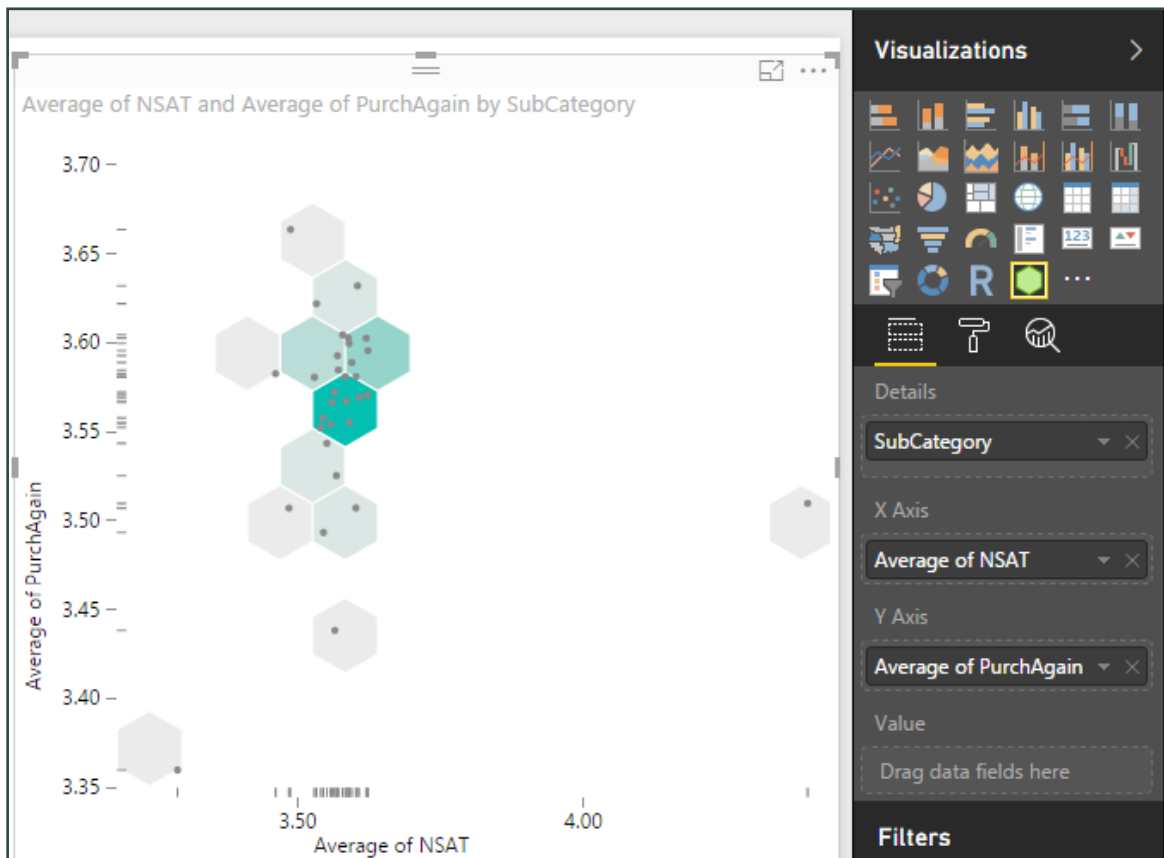 Average of NSAT and Average of PurchAgain by SubCategory
3.70
3.65
3.60
3.55
3.50
3.45
3.40
3.35
Average of PurchAgain
3.50
4.00
Average of NSAT
Visualizations
123
R
Details
SubCategory
X Axis
Average of NSAT
Y Axis
Average of PurchAgain
Value
Drag data fields here
Filters